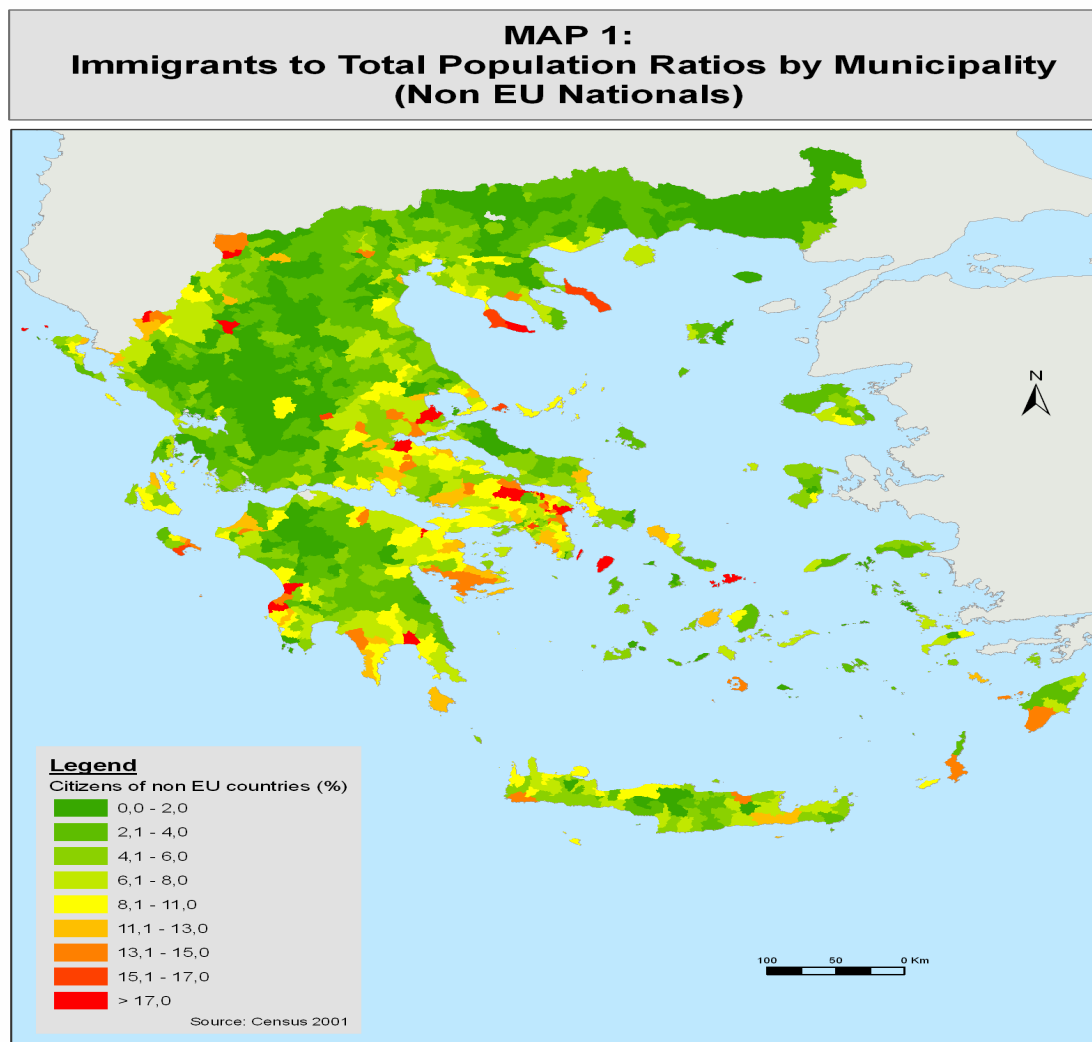 MAP 1:
Immigrants to Total Population Ratios by Municipality
(Non EU Nationals)
N
Legend
Citizens of non EU countries (%)
0,0 - 2,0
2,1 - 4,0
4,1 - 6,0
6,1 - 8,0
8,1 - 11,0
11,1 - 13,0
13,1 - 15,0
15,1 - 17,0
> 17,0
Source: Census 2001
100 50 0 Km